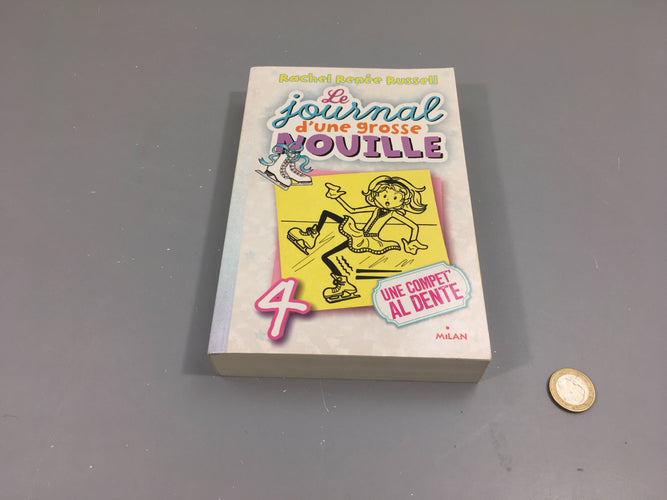 Rachel Renée Russell
Le
journal
d'une grosse
NOUILLE
4
UNE COMPET'
AL DENTE
MiLAN